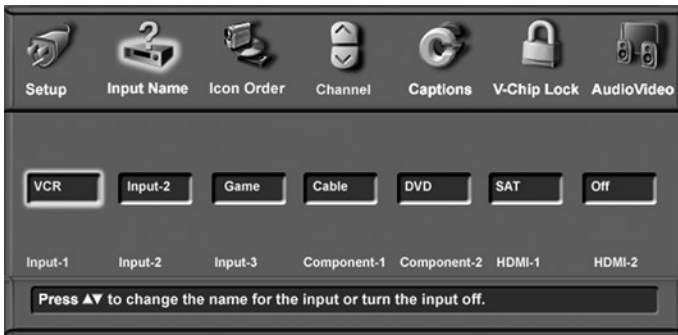 Setup Input Name Icon Order Channel Captions V-Chip Lock AudioVideo
VCR Input-2 Game Cable DVD SAT Off
Input-1 Input-2 Input-3 Component-1 Component-2 HDMI-1 HDMI-2
Press ▲▼ to change the name for the input or turn the input off.